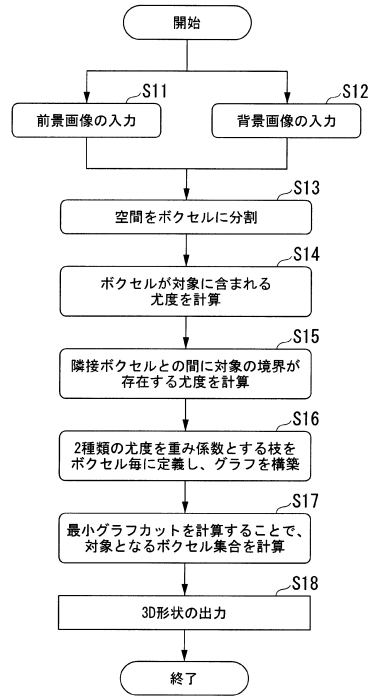 開始
S11
前景画像の入力
S12
背景画像の入力
S13
空間をボクセルに分割
S14
ボクセルが対象に含まれる
尤度を計算
S15
隣接ボクセルとの間に対象の境界が
存在する尤度を計算
S16
2種類の尤度を重み係数とする枝を
ボクセル毎に定義し、グラフを構築
S17
最小グラフカットを計算することで、
対象となるボクセル集合を計算
S18
3D形状の出力
終了